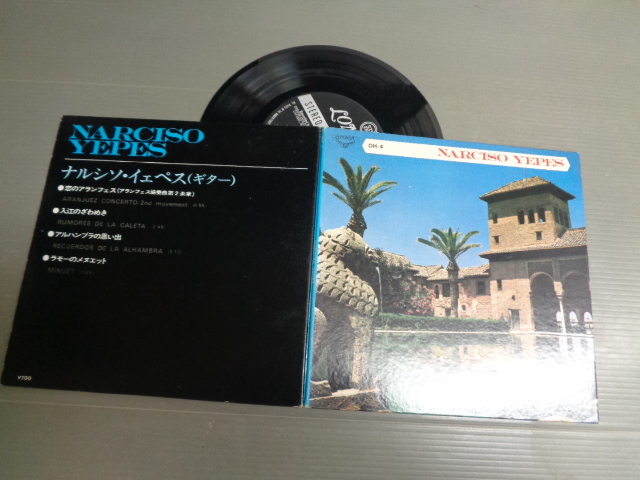 NARCISO
YEPES
ナルシソ・イェペス(ギター)
●恋のアランフェス(アランフェス協奏曲第2楽章)
ARANJUEZ CONCERTO 2nd movement
●入江のざわめき
RUMORES DE LA CALETA
●アルハンブラの思い出
RECUERDOS DE LA ALHAMBRA
●ラモーのメヌエット
MINUET
¥700
STEREO
LONDON
OH-4
NARCISO YEPES